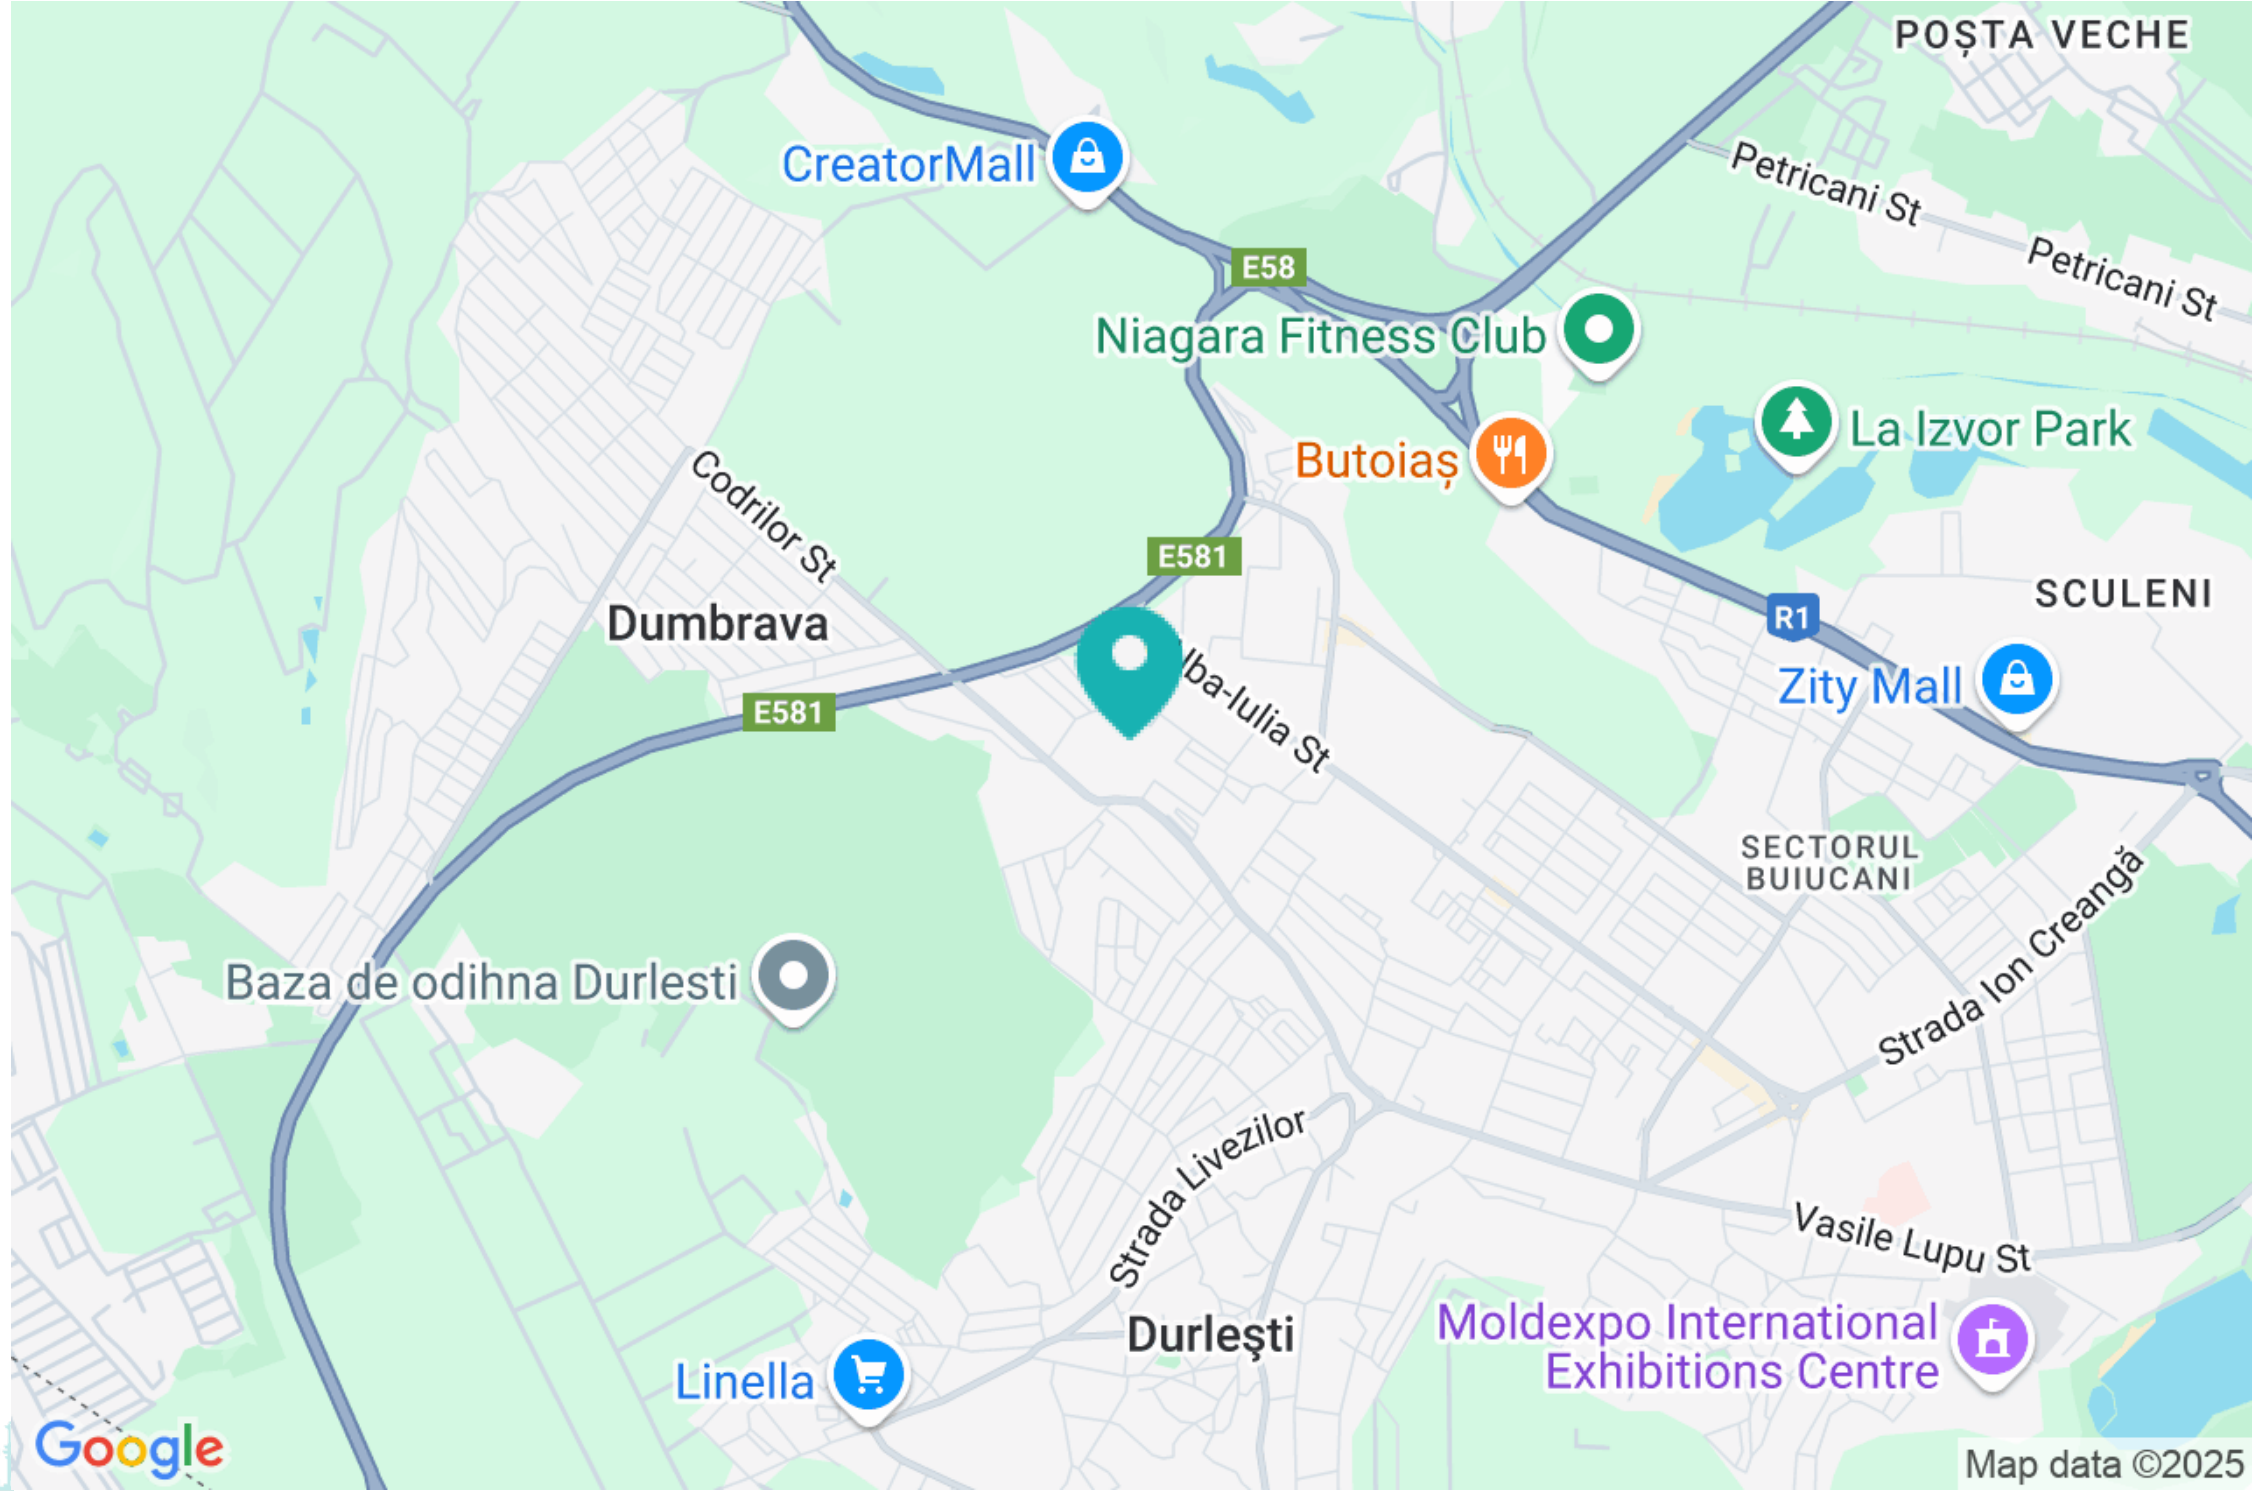 POȘTA VECHE
CreatorMall
Petricani St
Petricani St
E58
Niagara Fitness Club
La Izvor Park
Butoiaș
Codrilor St
E581
SCULENI
Dumbrava
R1
lba-Iulia St
Zity Mall
E581
SECTORUL
BUIUCANI
Strada Ion Creangă
Baza de odihna Durlesti
Strada Livezilor
Vasile Lupu St
Durleşti
Moldexpo International
Exhibitions Centre
Linella
Google
Map data ©2025